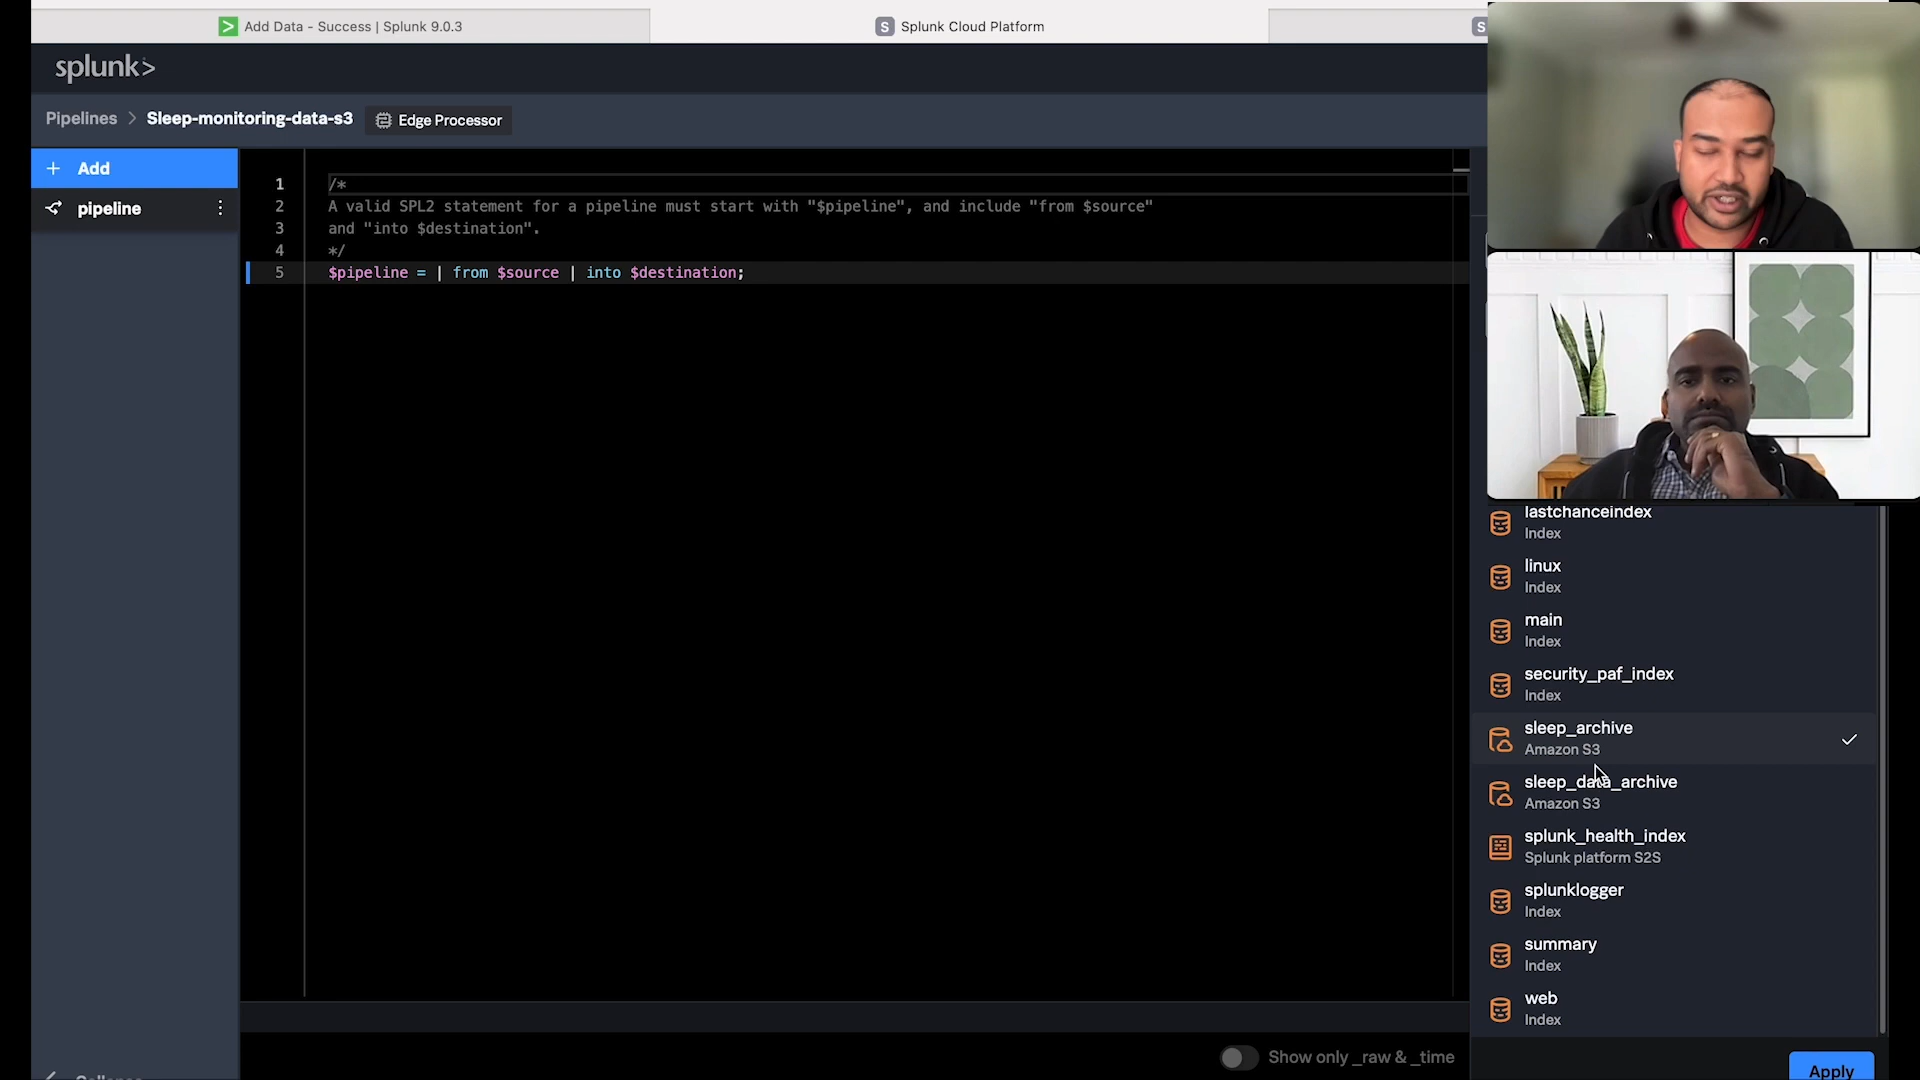 Add Data - Success | Splunk 9.0.3
S Splunk Cloud Platform
S
splunk>
Pipelines > Sleep-monitoring-data-s3 Edge Processor
+ Add
pipeline
1 /*
2 A valid SPL2 statement for a pipeline must start with "$pipeline", and include "from $source"
3 and "into $destination".
4 */
5 $pipeline = | from $source | into $destination;
lastchanceindex
Index
linux
Index
main
Index
security_paf_index
Index
sleep_archive
Amazon S3
sleep_data_archive
Amazon S3
splunk_health_index
Splunk platform S2S
splunklogger
Index
summary
Index
web
Index
Show only _raw & _time
Apply